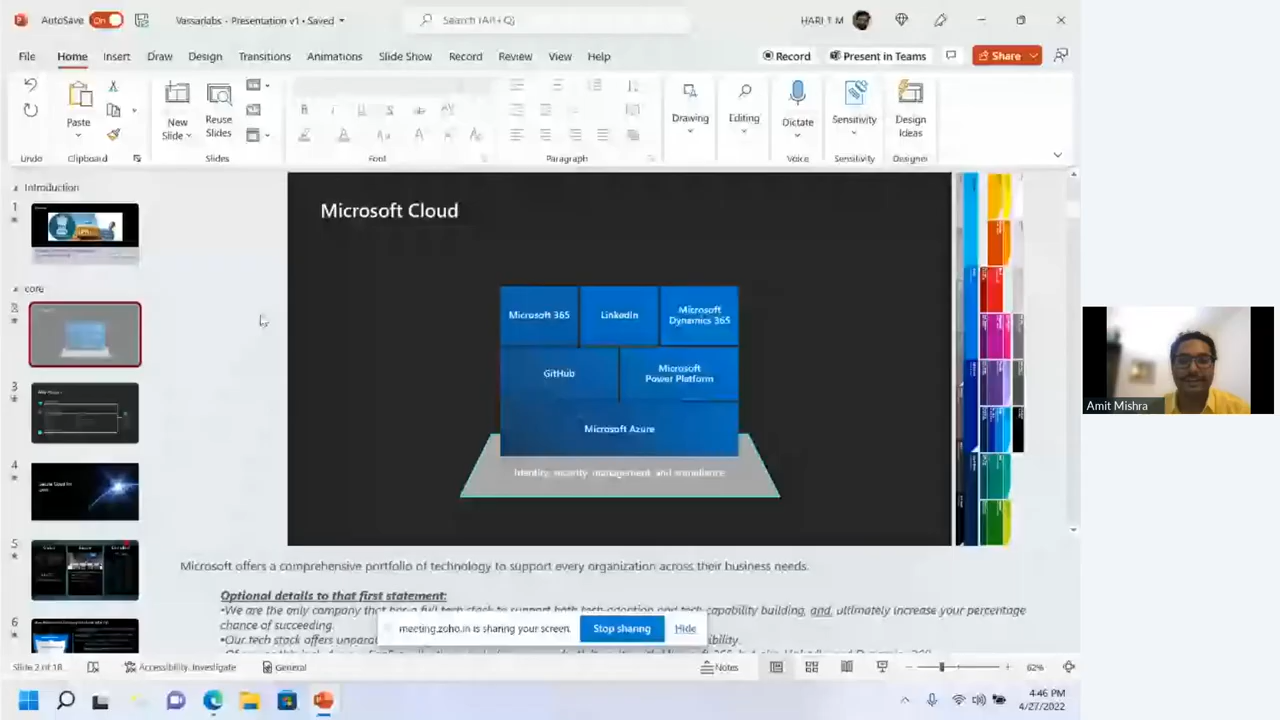 AutoSave On Vassarlabs - Presentation v1 • Saved Search (Alt+Q) HARI T M
File Home Insert Draw Design Transitions Animations Slide Show Record Review View Help Record Present in Teams Share
Paste New Slide Reuse Slides Drawing Editing Dictate Sensitivity Design Ideas
Undo Clipboard Slides Font Paragraph Voice Sensitivity Designer
Introduction
1
core
2
3
4
5
6
Microsoft Cloud
Microsoft 365 LinkedIn Microsoft Dynamics 365
GitHub Microsoft Power Platform
Microsoft Azure
Identity, security, management, and compliance
Amit Mishra
Microsoft offers a comprehensive portfolio of technology to support every organization across their business needs.
Optional details to that first statement:
•We are the only company that has a full tech stack to support both tech adoption and tech capability building, and, ultimately increase your percentage
chance of succeeding.
•Our tech stack offers
meeting.zoho.in is sharing your screen Stop sharing Hide
Slide 2 of 18 Accessibility: Investigate General Notes 62%
4:46 PM
4/27/2022